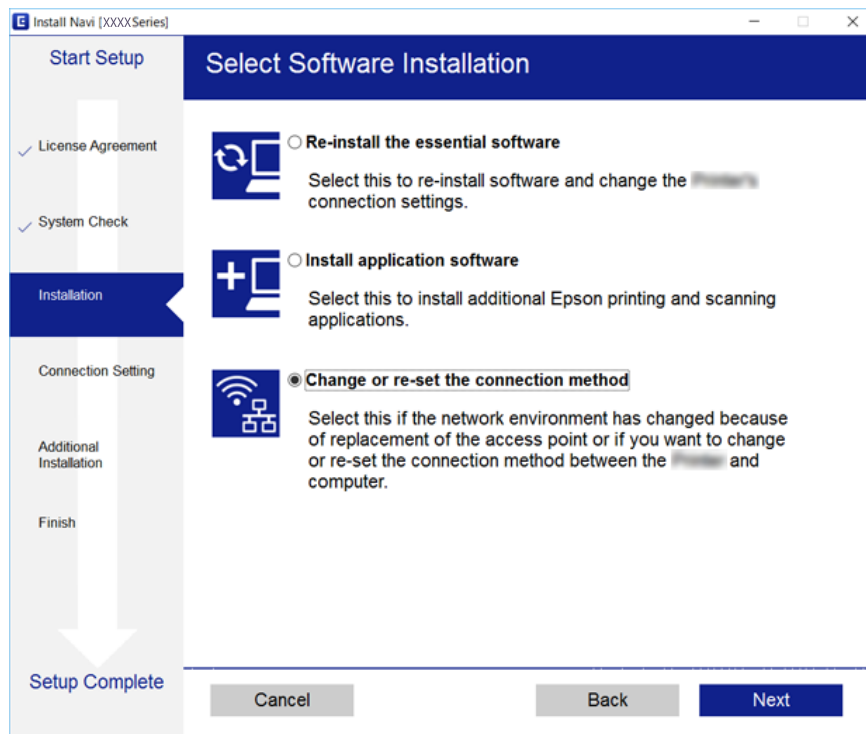 Install Navi [XXXX Series]
Start Setup
License Agreement
System Check
Installation
Connection Setting
Additional
Installation
Finish
Setup Complete
Select Software Installation
Re-install the essential software
Select this to re-install software and change the
connection settings.
Install application software
Select this to install additional Epson printing and scanning
applications.
Change or re-set the connection method
Select this if the network environment has changed because
of replacement of the access point or if you want to change
or re-set the connection method between the and
computer.
Cancel
Back
Next